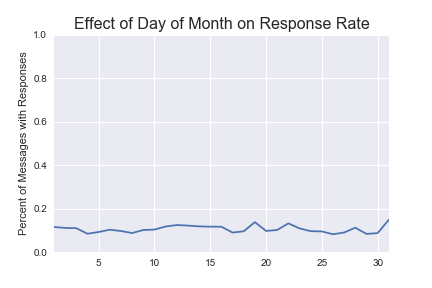 Effect of Day of Month on Response Rate
Percent of Messages with Responses
1.0
0.8
0.6
0.4
0.2
0.0
5 10 15 20 25 30